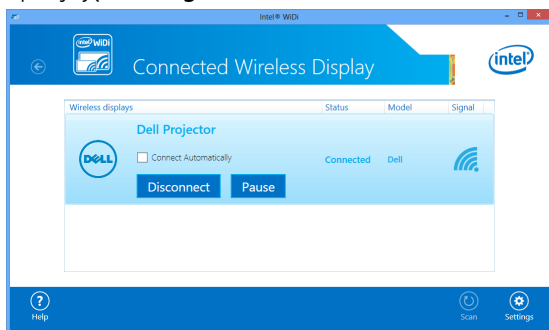 Intel® WiDi
intel WiDi
Connected Wireless Display
intel
Wireless displays Status Model Signal
Dell Projector
Connect Automatically
DELL
Connected Dell
Disconnect Pause
Help
Scan Settings